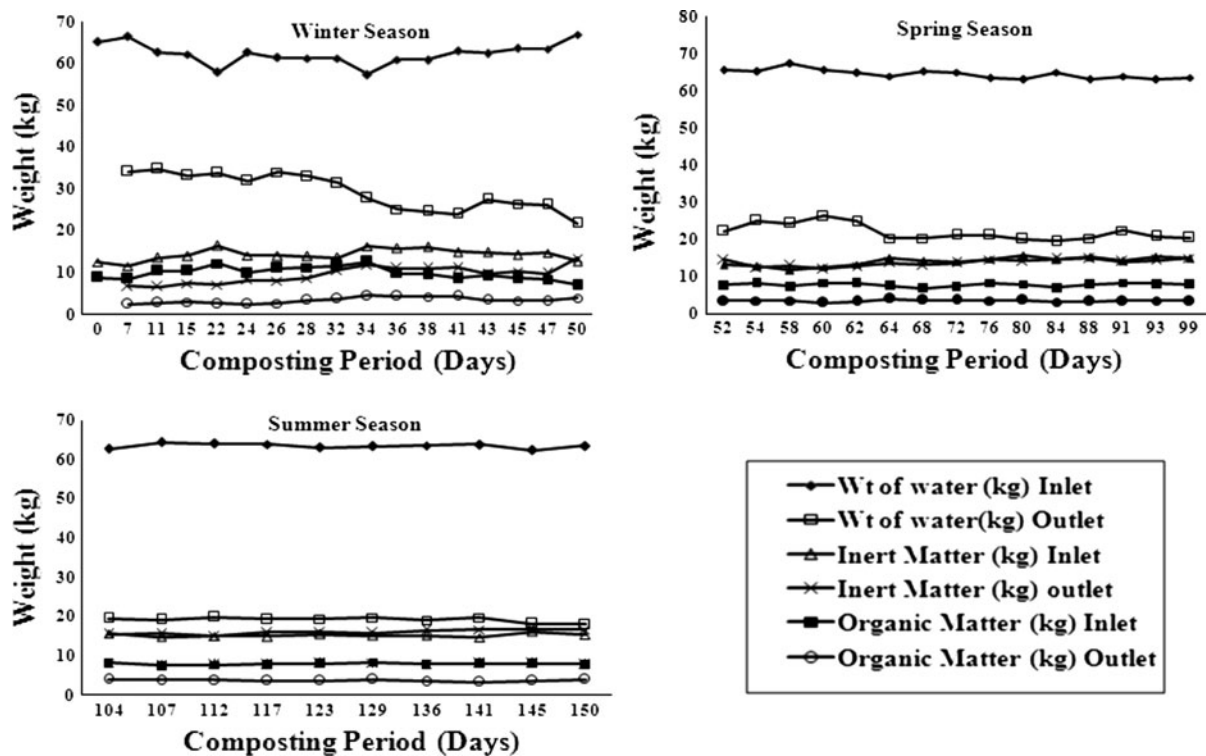 Winter Season
Weight (kg)
70
60
50
40
30
20
10
0
0 7 11 15 22 24 26 28 32 34 36 38 41 43 45 47 50
Composting Period (Days)
Spring Season
Weight (kg)
80
70
60
50
40
30
20
10
0
52 54 58 60 62 64 68 72 76 80 84 88 91 93 99
Composting Period (Days)
Summer Season
Weight (kg)
70
60
50
40
30
20
10
0
104 107 112 117 123 129 136 141 145 150
Composting Period (Days)
Wt of water (kg) Inlet
Wt of water(kg) Outlet
Inert Matter (kg) Inlet
Inert Matter (kg) outlet
Organic Matter (kg) Inlet
Organic Matter (kg) Outlet